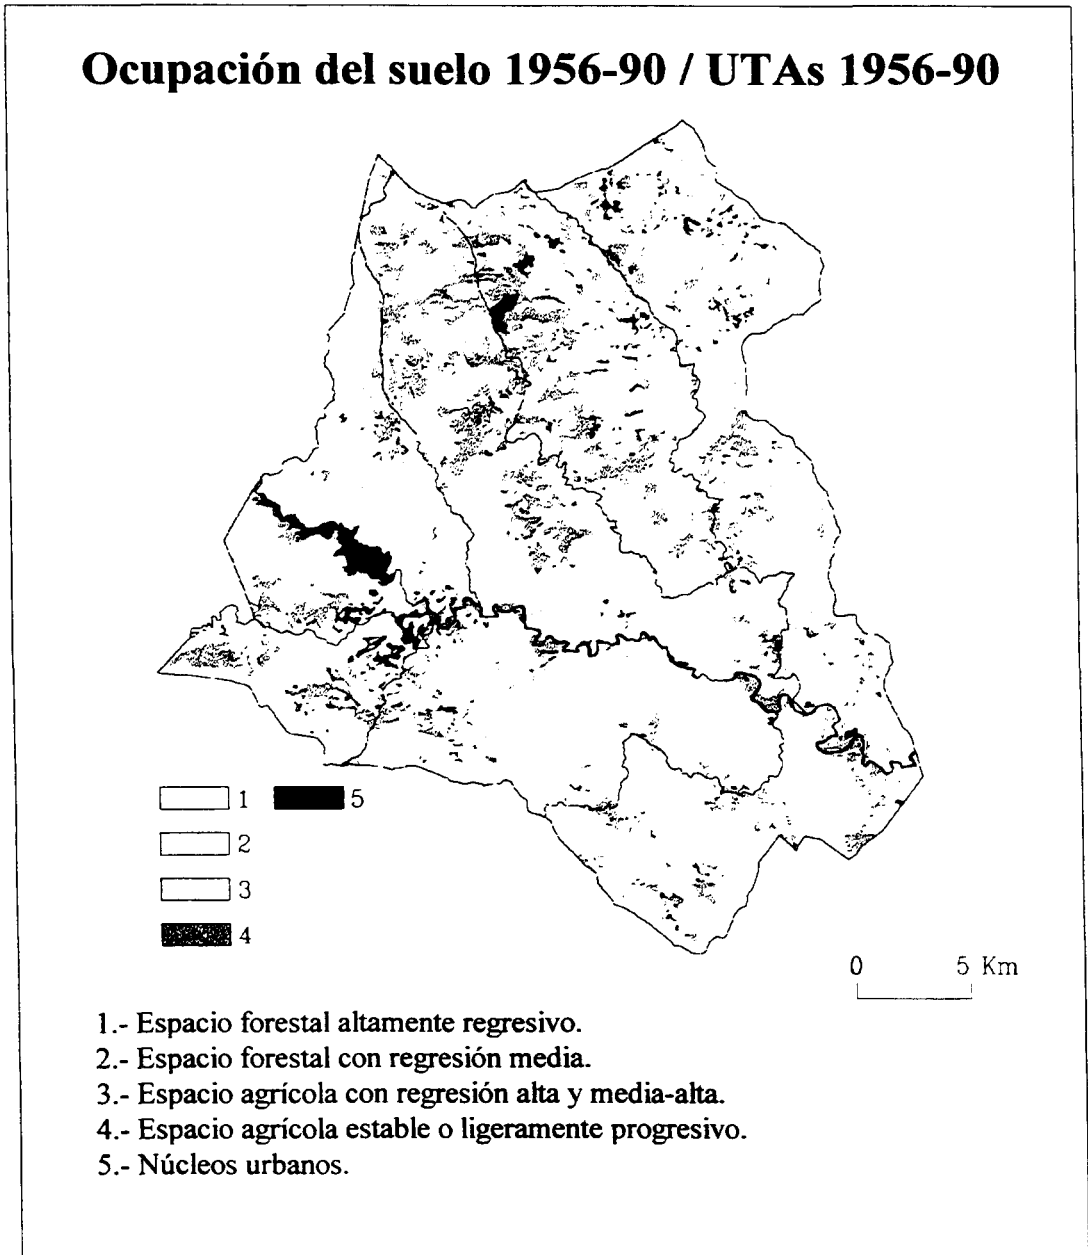 Ocupación del suelo 1956-90 / UTAs 1956-90
1 5
2
3
4
0 5 Km
1.- Espacio forestal altamente regresivo.
2.- Espacio forestal con regresión media.
3.- Espacio agrícola con regresión alta y media-alta.
4.- Espacio agrícola estable o ligeramente progresivo.
5.- Núcleos urbanos.